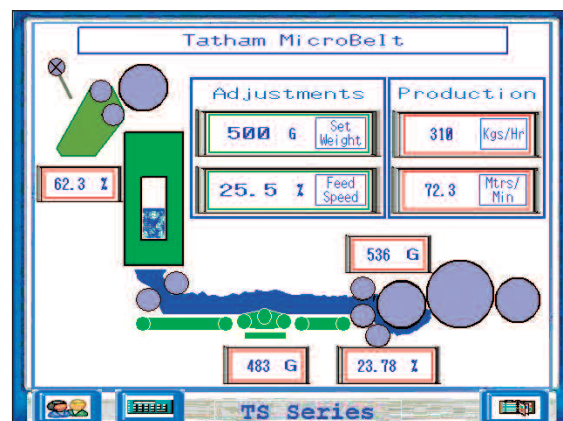 Tatham MicroBelt
Adjustments
Production
500 G Set Weight
310 Kgs/Hr
25.5 % Feed Speed
72.3 Mtrs/Min
62.3 %
536 G
483 G
23.78 %
TS Series